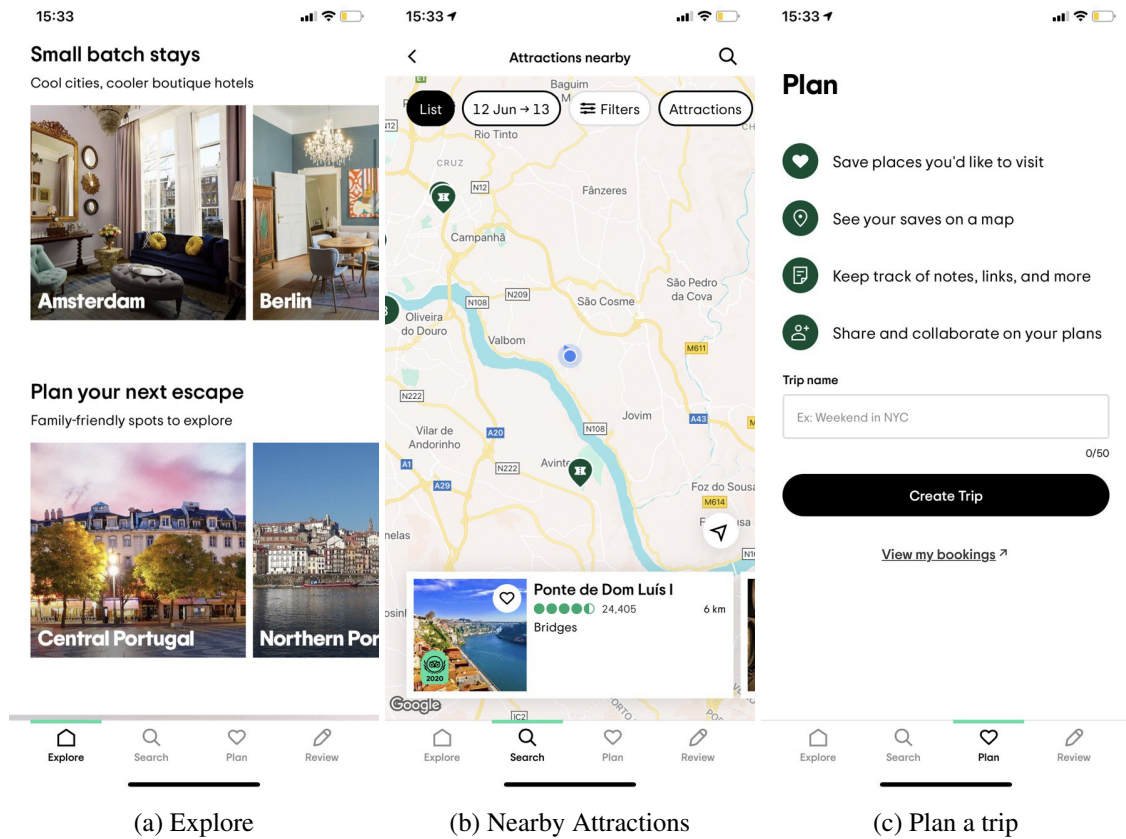 15:33
Small batch stays
Cool cities, cooler boutique hotels
Amsterdam
Berlin
Plan your next escape
Family-friendly spots to explore
Central Portugal
Northern Por
Explore
Search
Plan
Review
(a) Explore
15:33
Attractions nearby
List
12 Jun → 13
Filters
Attractions
Baguim
Rio Tinto
CRUZ
N12
Fânzeres
Campanhã
N209
N108
São Cosme
São Pedro
da Cova
Oliveira
do Douro
Valbom
M611
N222
Jovim
A43
Vilar de
Andorinho
A20
N108
A1
N222
Avinte
A29
Foz do Sousa
M614
Ponte de Dom Luís I
24,405
6 km
Bridges
2020
Google
IC2
Explore
Search
Plan
Review
(b) Nearby Attractions
15:33
Plan
Save places you'd like to visit
See your saves on a map
Keep track of notes, links, and more
Share and collaborate on your plans
Trip name
Ex: Weekend in NYC
0/50
Create Trip
View my bookings
Explore
Search
Plan
Review
(c) Plan a trip